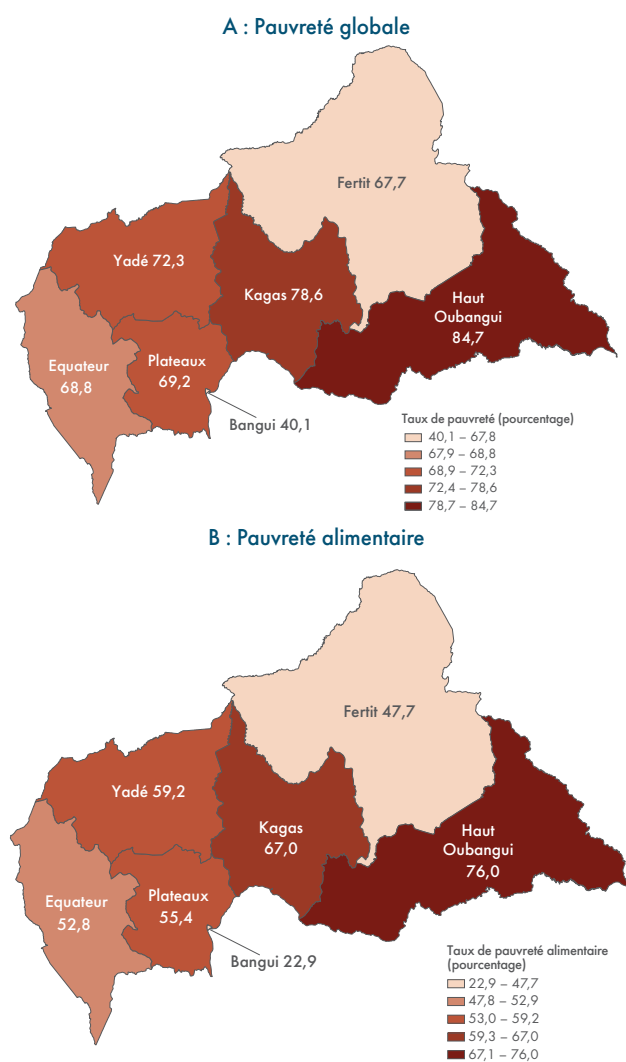 A : Pauvreté globale
Fertit 67,7
Yadé 72,3
Kagas 78,6
Haut
Oubangui
84,7
Equateur
68,8
Plateaux
69,2
Bangui 40,1
Taux de pauvreté (pourcentage)
40,1 – 67,8
67,9 – 68,8
68,9 – 72,3
72,4 – 78,6
78,7 – 84,7
B : Pauvreté alimentaire
Fertit 47,7
Yadé 59,2
Kagas
67,0
Haut
Oubangui
76,0
Equateur
52,8
Plateaux
55,4
Bangui 22,9
Taux de pauvreté alimentaire
(pourcentage)
22,9 – 47,7
47,8 – 52,9
53,0 – 59,2
59,3 – 67,0
67,1 – 76,0